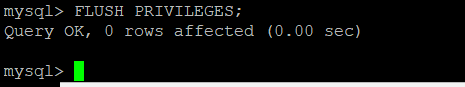 mysql> FLUSH PRIVILEGES;
Query OK, 0 rows affected (0.00 sec)
mysql>